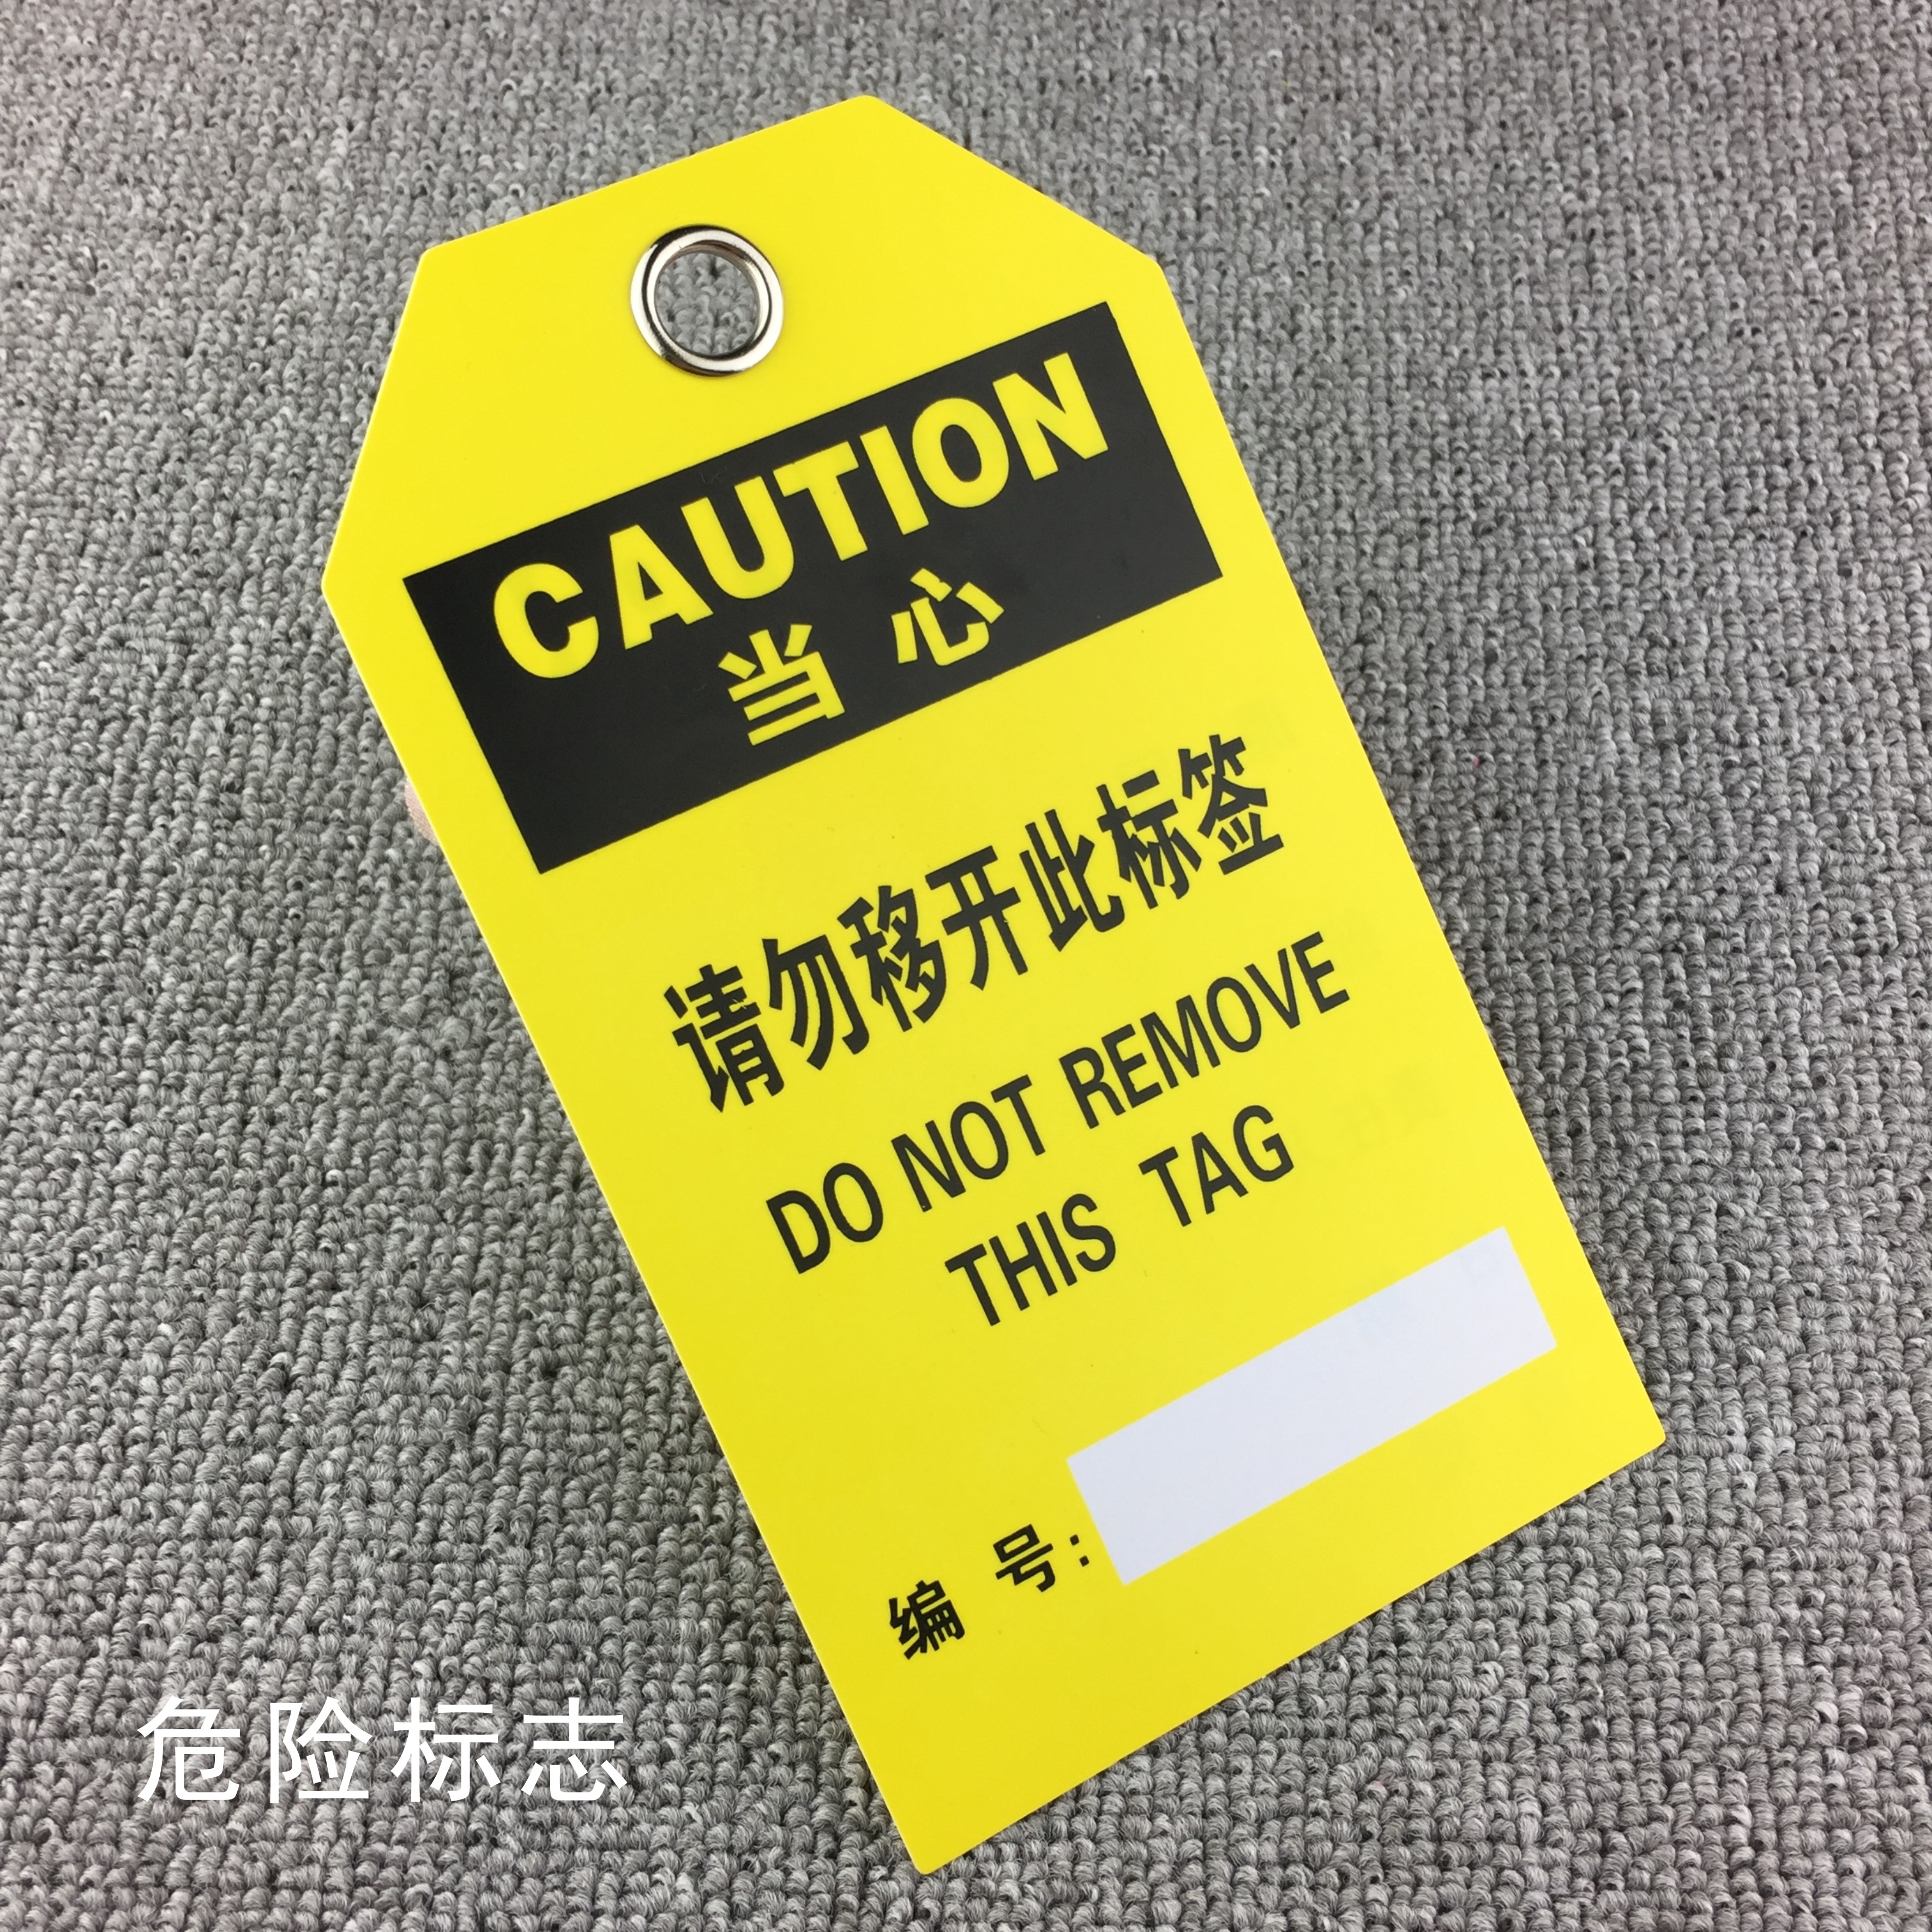 CAUTION
当心
请勿移开此标签
DO NOT REMOVE
THIS TAG
编号:
危险标志